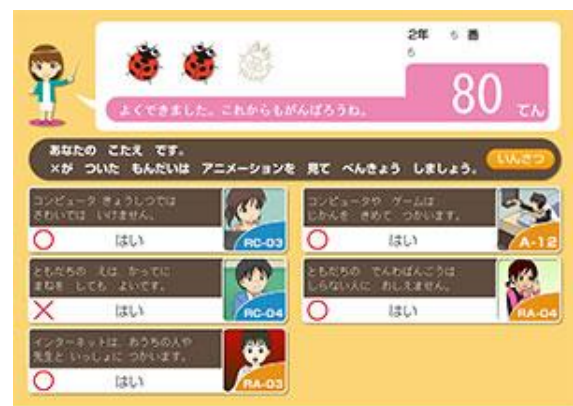 2年 5 番
5
よくできました。これからもがんばろうね。
80 てん
あなたの こたえ です。
×が ついた もんだいは アニメーションを 見て べんきょう しましょう。
いんさつ
コンピュータ きょうしつでは
さわいでは いけません。
はい
RC-03
コンピュータや ゲームは
じかんを きめて つかいます。
はい
A-12
ともだちの えは かってに
まねを しても よいです。
はい
RC-04
ともだちの でんわばんごうは
しらない人に おしえません。
はい
RA-04
インターネットは、おうちの人や
先生と いっしょに つかいます。
はい
RA-03